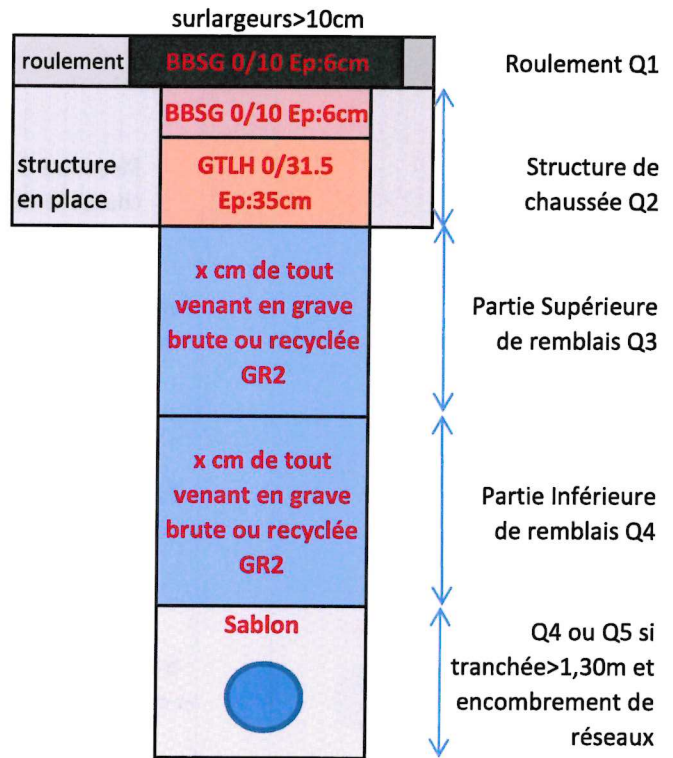 surlargeurs>10cm
roulement
BBSG 0/10 Ep:6cm
Roulement Q1
BBSG 0/10 Ep:6cm
structure
en place
GTLH 0/31.5
Ep:35cm
Structure de
chaussée Q2
x cm de tout
venant en grave
brute ou recyclée
GR2
Partie Supérieure
de remblais Q3
x cm de tout
venant en grave
brute ou recyclée
GR2
Partie Inférieure
de remblais Q4
Sablon
Q4 ou Q5 si
tranchée>1,30m et
encombrement de
réseaux